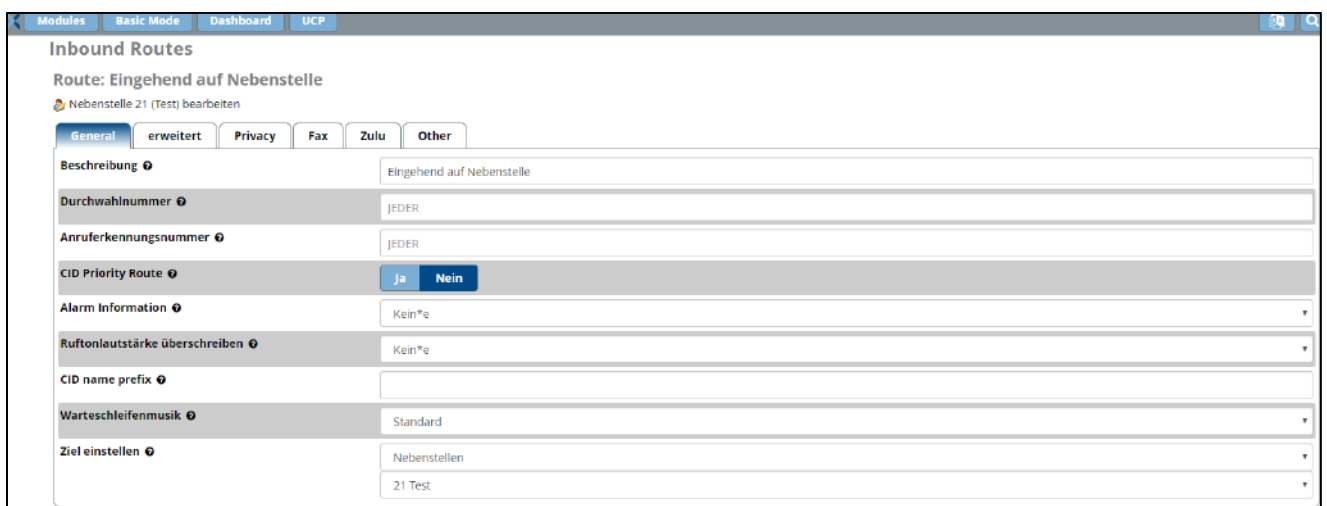 Modules Basic Mode Dashboard UCP
Inbound Routes
Route: Eingehend auf Nebenstelle
Nebenstelle 21 (Test) bearbeiten
General erweitert Privacy Fax Zulu Other
Beschreibung Eingehend auf Nebenstelle
Durchwahlnummer JEDER
Anruferkennungsnummer JEDER
CID Priority Route Ja Nein
Alarm Information Kein*e
Ruftonlautstärke überschreiben Kein*e
CID name prefix
Warteschleifenmusik Standard
Ziel einstellen Nebenstellen
21 Test